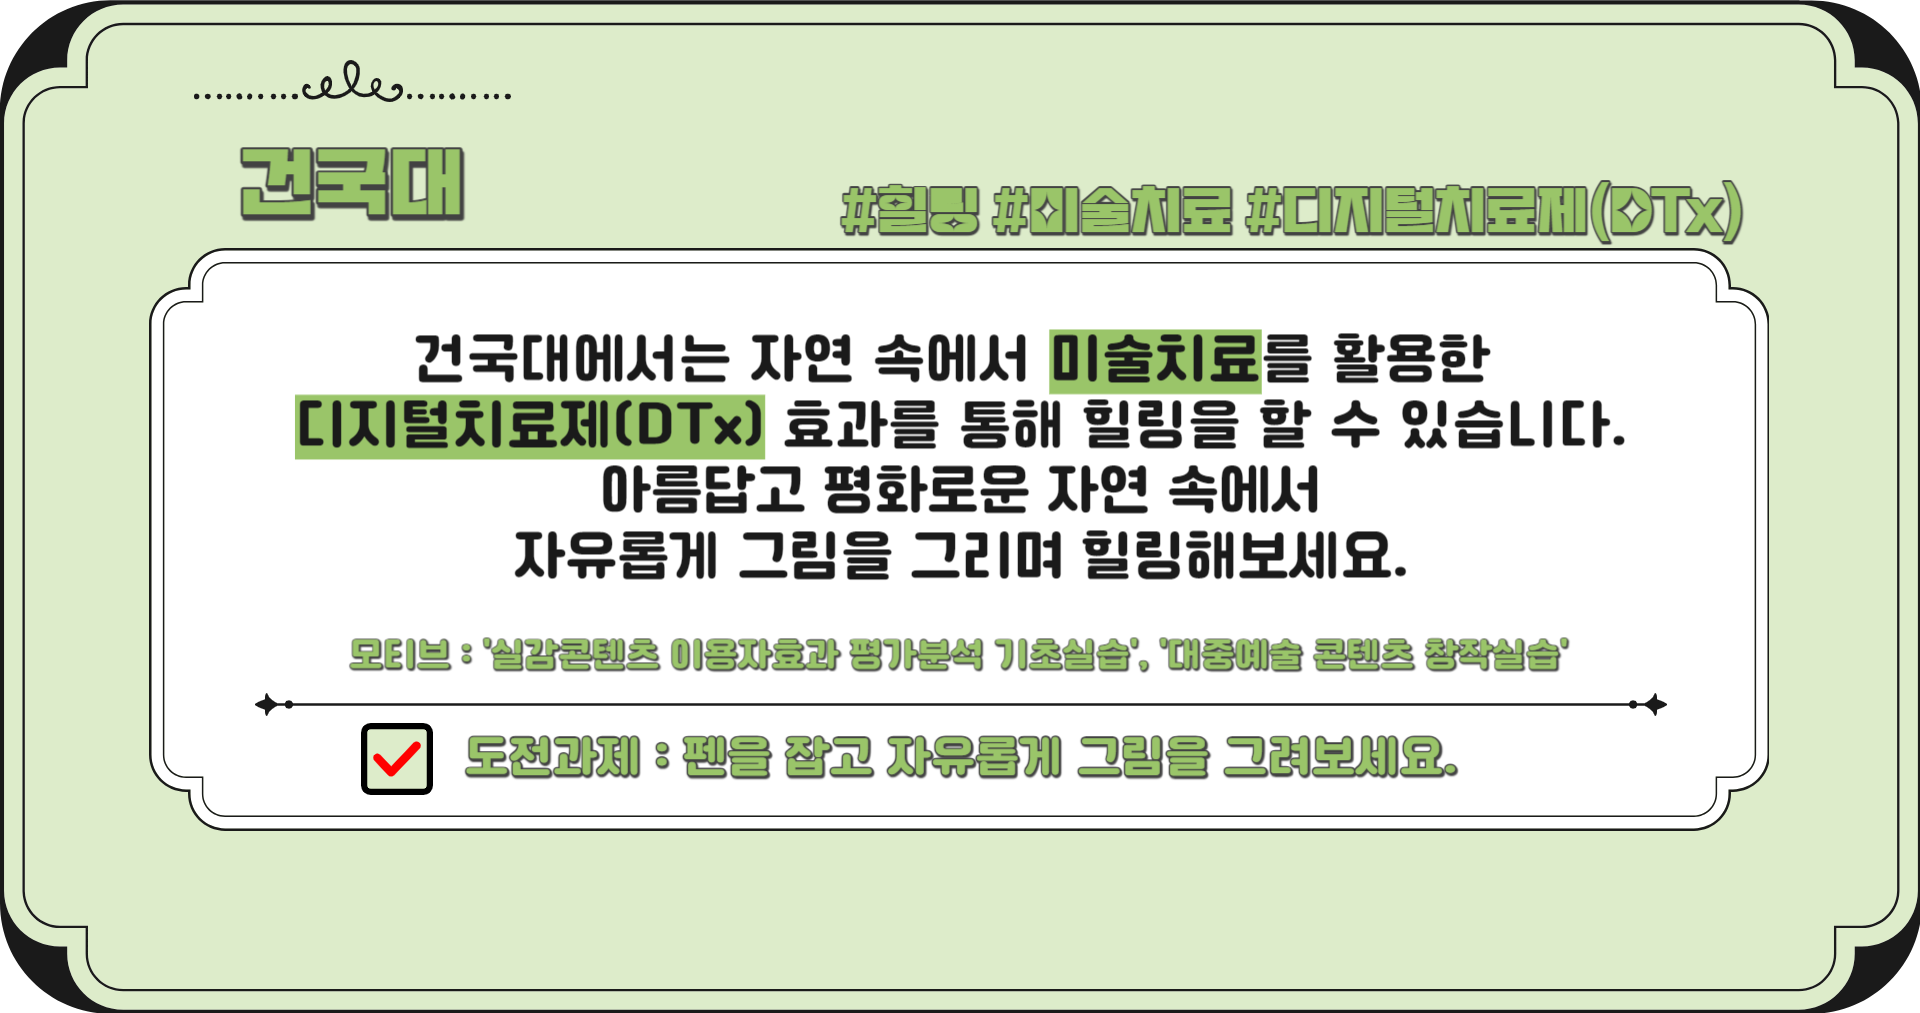 건국대
#힐링 #미술치료 #디지털치료제(DTx)
건국대에서는 자연 속에서 미술치료를 활용한
디지털치료제(DTx) 효과를 통해 힐링을 할 수 있습니다.
아름답고 평화로운 자연 속에서
자유롭게 그림을 그리며 힐링해보세요.
모티브 : '실감콘텐츠 이용자효과 평가분석 기초실습', '대중예술 콘텐츠 창작실습'
도전과제 : 펜을 잡고 자유롭게 그림을 그려보세요.